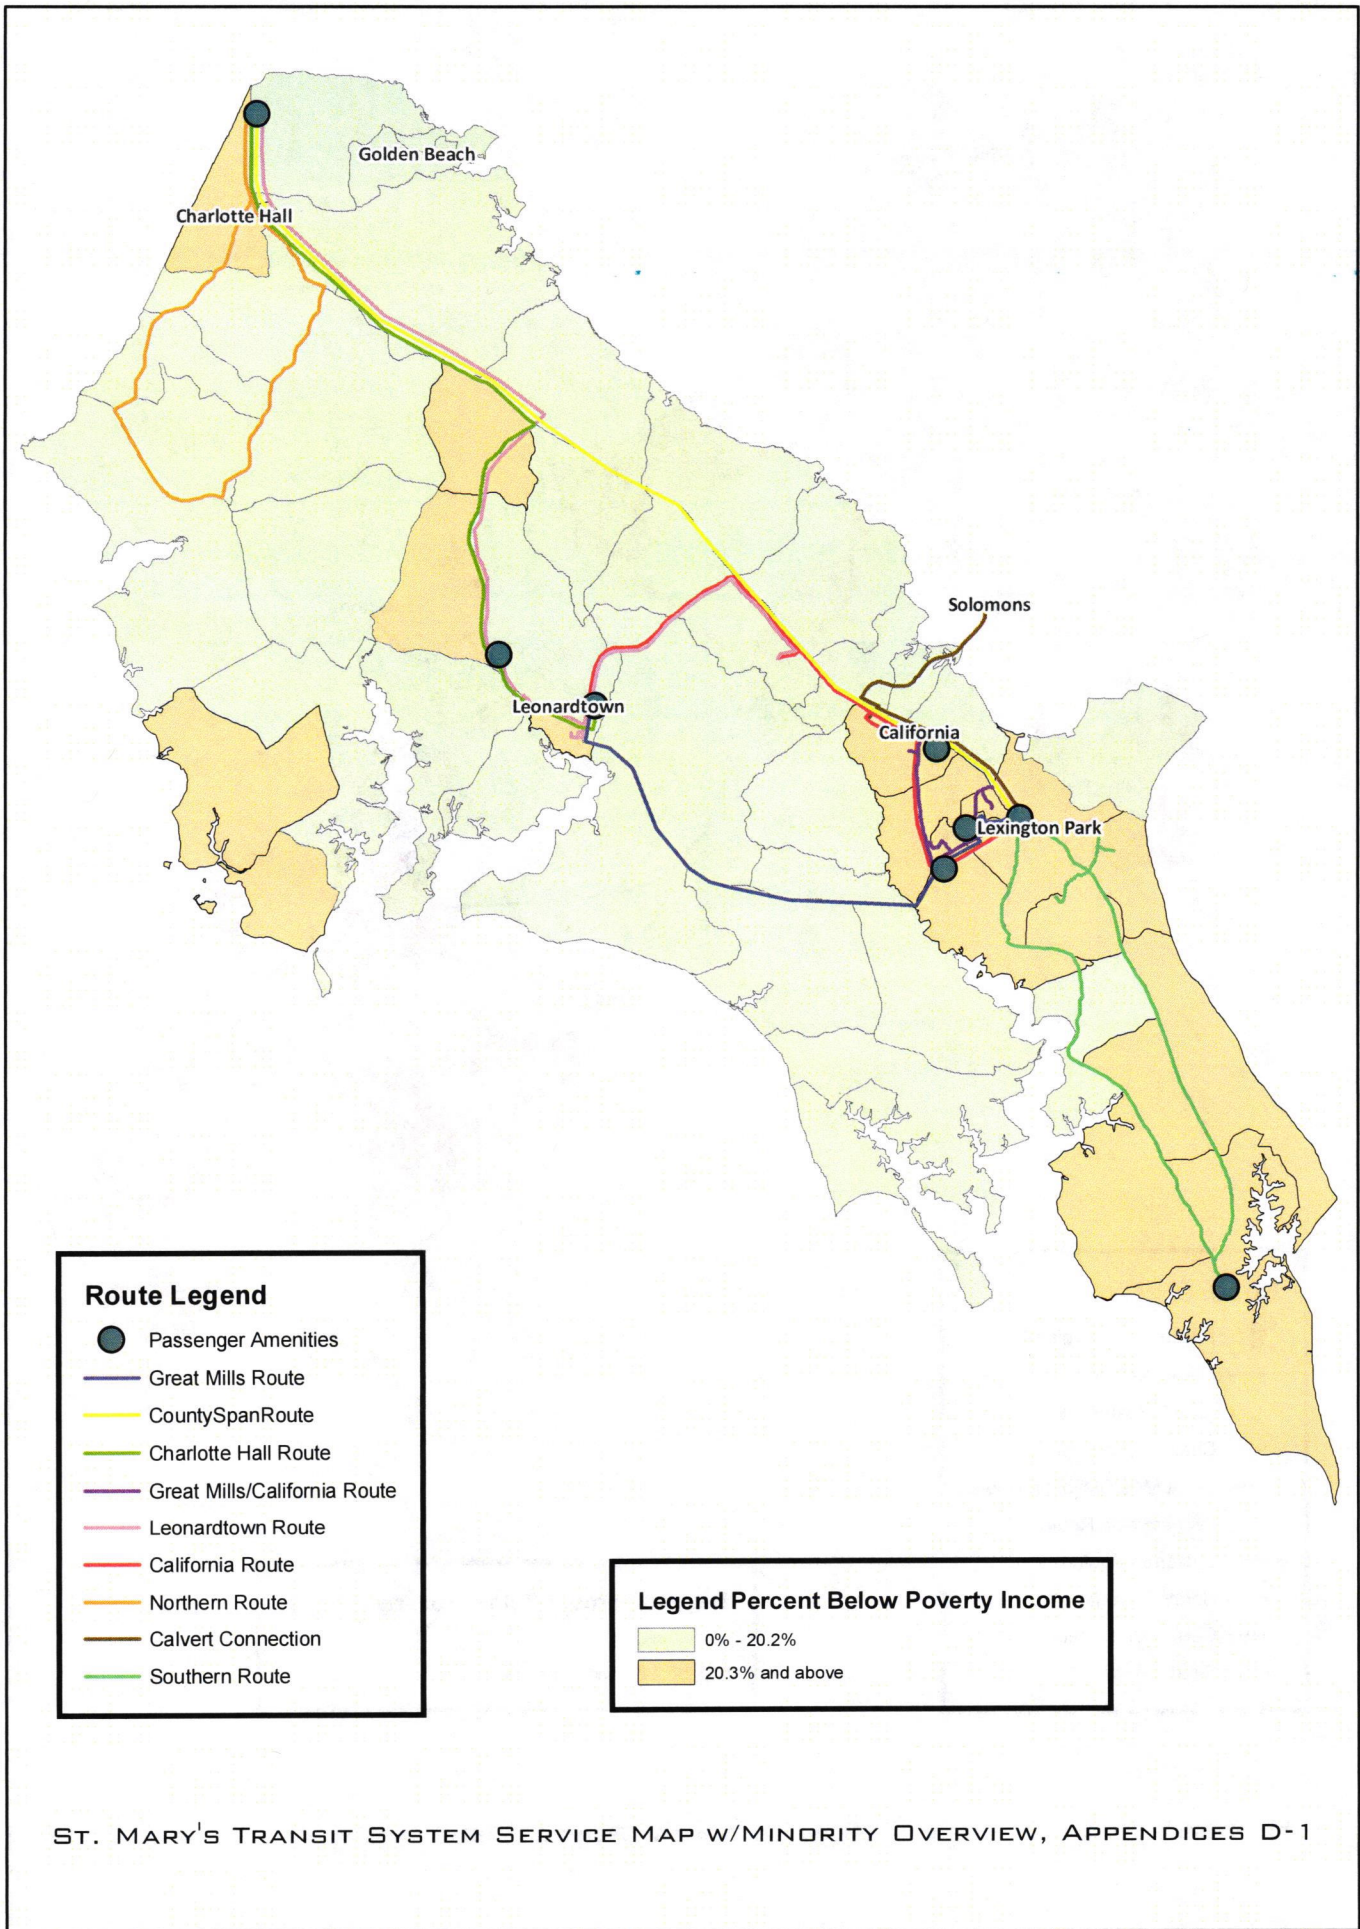 Golden Beach
Charlotte Hall
Solomons
Leonardtown
California
Lexington Park
Route Legend
Passenger Amenities
Great Mills Route
CountySpanRoute
Charlotte Hall Route
Great Mills/California Route
Leonardtown Route
California Route
Northern Route
Calvert Connection
Southern Route
Legend Percent Below Poverty Income
0% - 20.2%
20.3% and above
ST. MARY'S TRANSIT SYSTEM SERVICE MAP W/MINORITY OVERVIEW, APPENDICES D-1